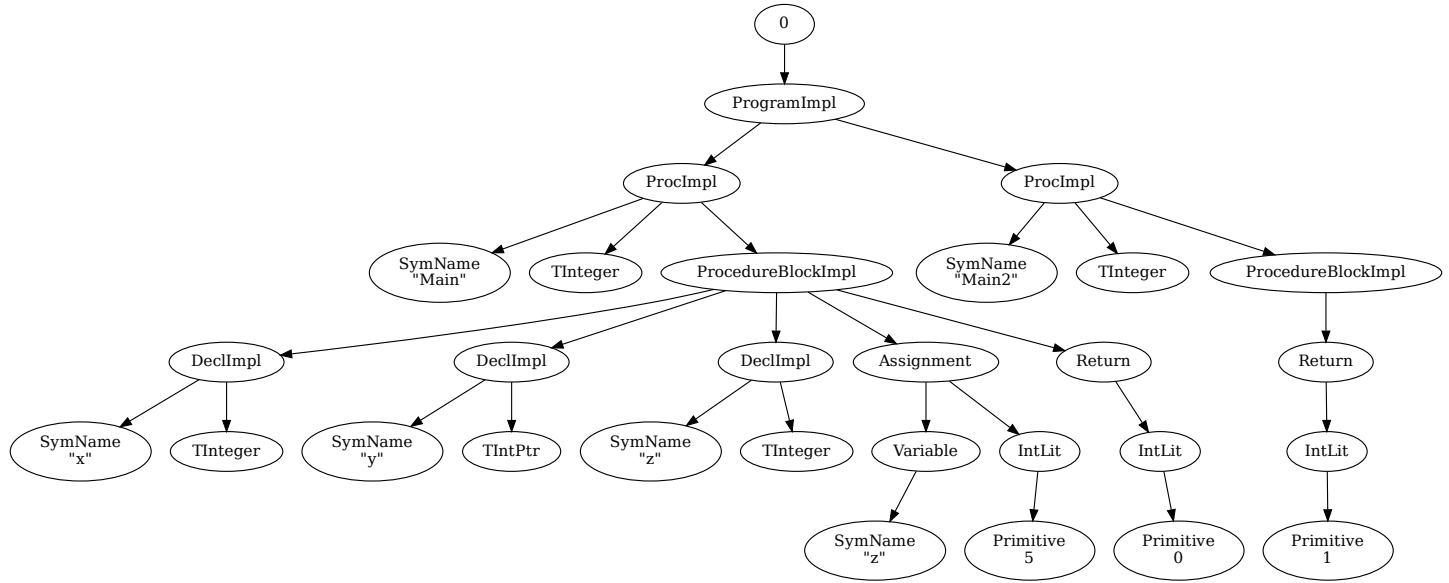 0
ProgramImpl
ProcImpl
ProcImpl
SymName
"Main"
TInteger
ProcedureBlockImpl
SymName
"Main2"
TInteger
ProcedureBlockImpl
DeclImpl
DeclImpl
DeclImpl
Assignment
Return
Return
SymName
"x"
TInteger
SymName
"y"
TIntPtr
SymName
"z"
TInteger
Variable
IntLit
IntLit
IntLit
SymName
"z"
Primitive
5
Primitive
0
Primitive
1